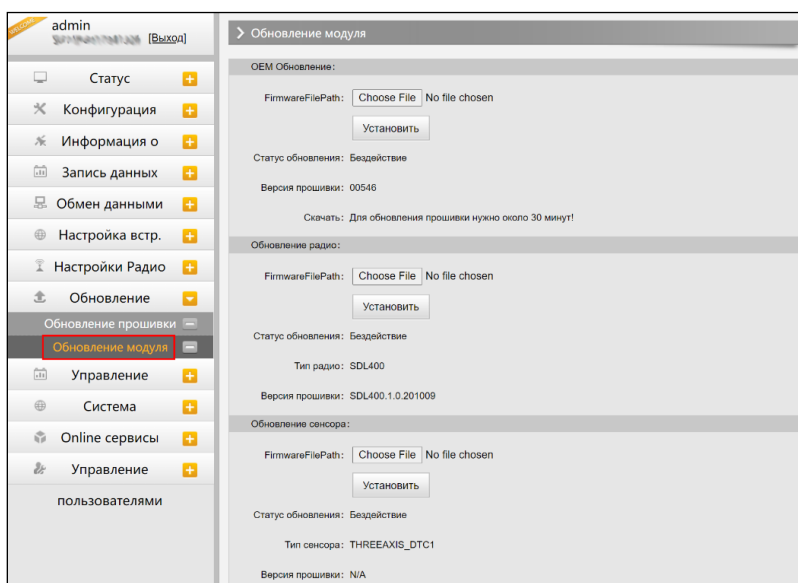 admin
[Выход]
Статус
Конфигурация
Информация о
Запись данных
Обмен данными
Настройка встр.
Настройки Радио
Обновление
Обновление прошивки
Обновление модуля
Управление
Система
Online сервисы
Управление
пользователями
Обновление модуля
OEM Обновление:
FirmwareFilePath: Choose File No file chosen
Установить
Статус обновления: Бездействие
Версия прошивки: 00546
Скачать: Для обновления прошивки нужно около 30 минут!
Обновление радио:
FirmwareFilePath: Choose File No file chosen
Установить
Статус обновления: Бездействие
Тип радио: SDL400
Версия прошивки: SDL400.1.0.201009
Обновление сенсора:
FirmwareFilePath: Choose File No file chosen
Установить
Статус обновления: Бездействие
Тип сенсора: THREEAXIS_DTC1
Версия прошивки: N/A